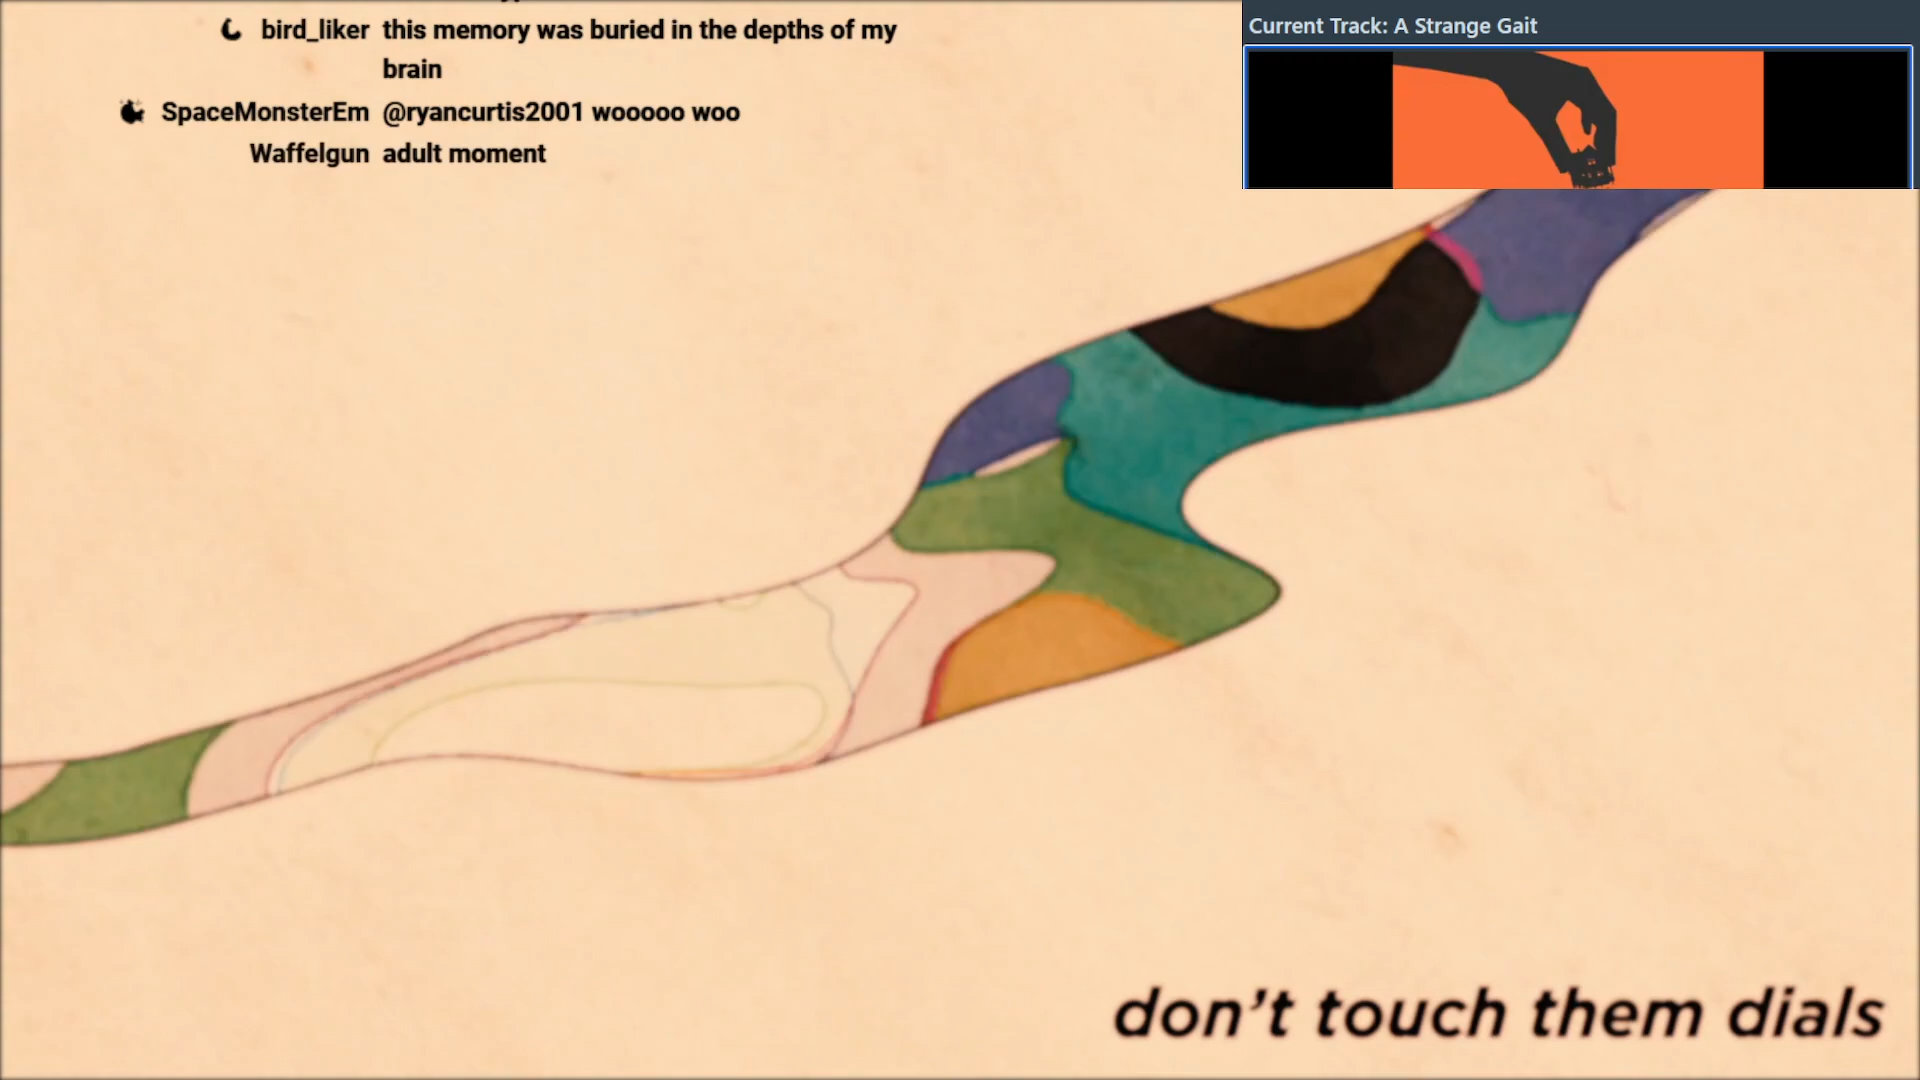 bird_liker this memory was buried in the depths of my
brain
SpaceMonsterEm @ryancurtis2001 wooooo woo
Waffelgun adult moment
Current Track: A Strange Gait
don't touch them dials